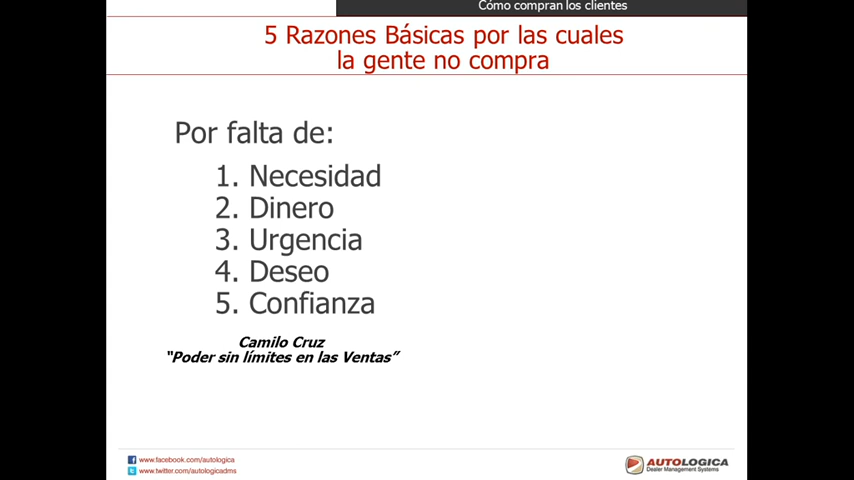 Cómo compran los clientes
5 Razones Básicas por las cuales
la gente no compra
Por falta de:
1. Necesidad
2. Dinero
3. Urgencia
4. Deseo
5. Confianza
Camilo Cruz
"Poder sin límites en las Ventas"
www.facebook.com/autologica
www.twitter.com/autologicadms
AUTOLOGICA
Dealer Management Systems